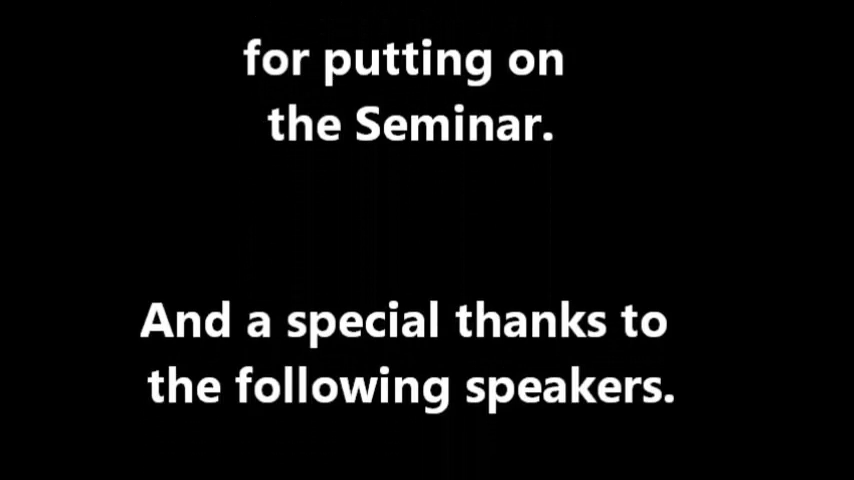 for putting on
the Seminar.
And a special thanks to
the following speakers.